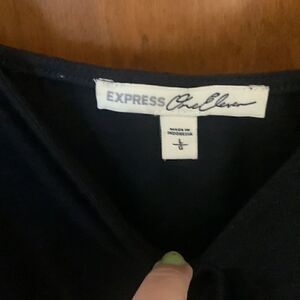 EXPRESS One Eleven
MADE IN
INDONESIA
L
G